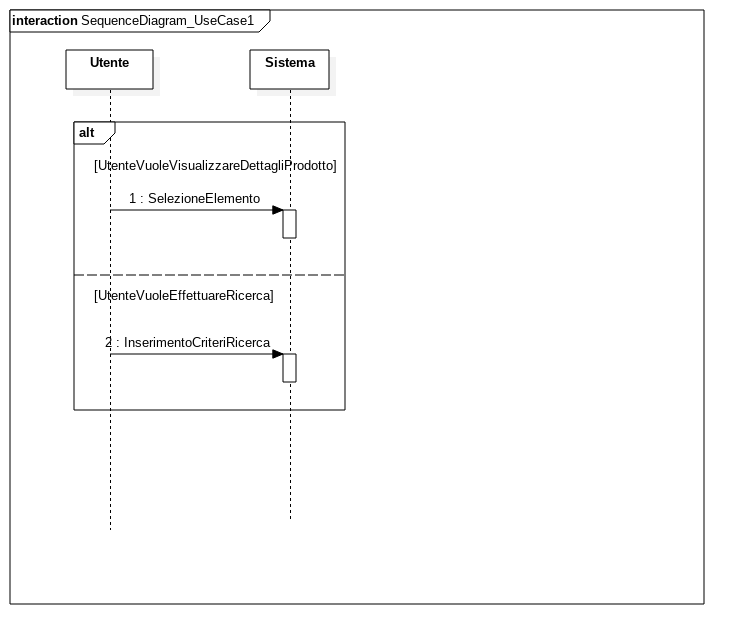 interaction SequenceDiagram_UseCase1
Utente
Sistema
alt
[UtenteVuoleVisualizzareDettagliProdotto]
1 : SelezioneElemento
[UtenteVuoleEffettuareRicerca]
2 : InserimentoCriteriRicerca